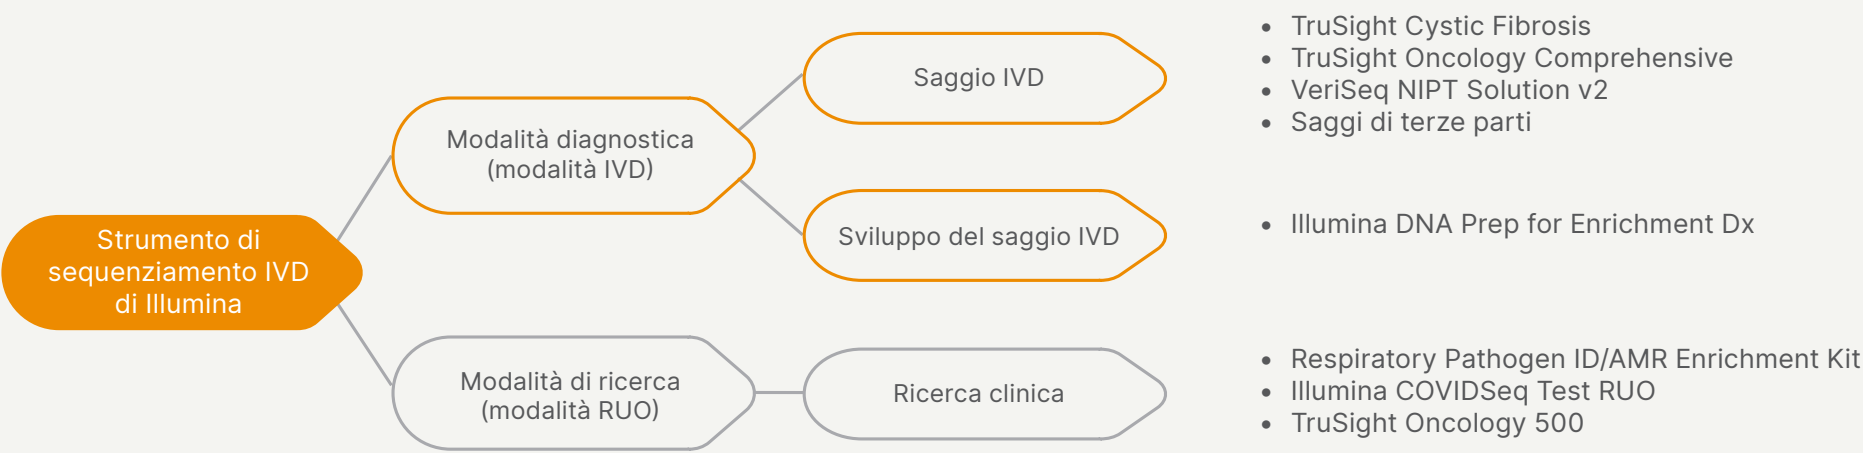 Strumento di
sequenziamento IVD
di Illumina
Modalità diagnostica
(modalità IVD)
Saggio IVD
• TruSight Cystic Fibrosis
• TruSight Oncology Comprehensive
• VeriSeq NIPT Solution v2
• Saggi di terze parti
Sviluppo del saggio IVD
• Illumina DNA Prep for Enrichment Dx
Modalità di ricerca
(modalità RUO)
Ricerca clinica
• Respiratory Pathogen ID/AMR Enrichment Kit
• Illumina COVIDSeq Test RUO
• TruSight Oncology 500